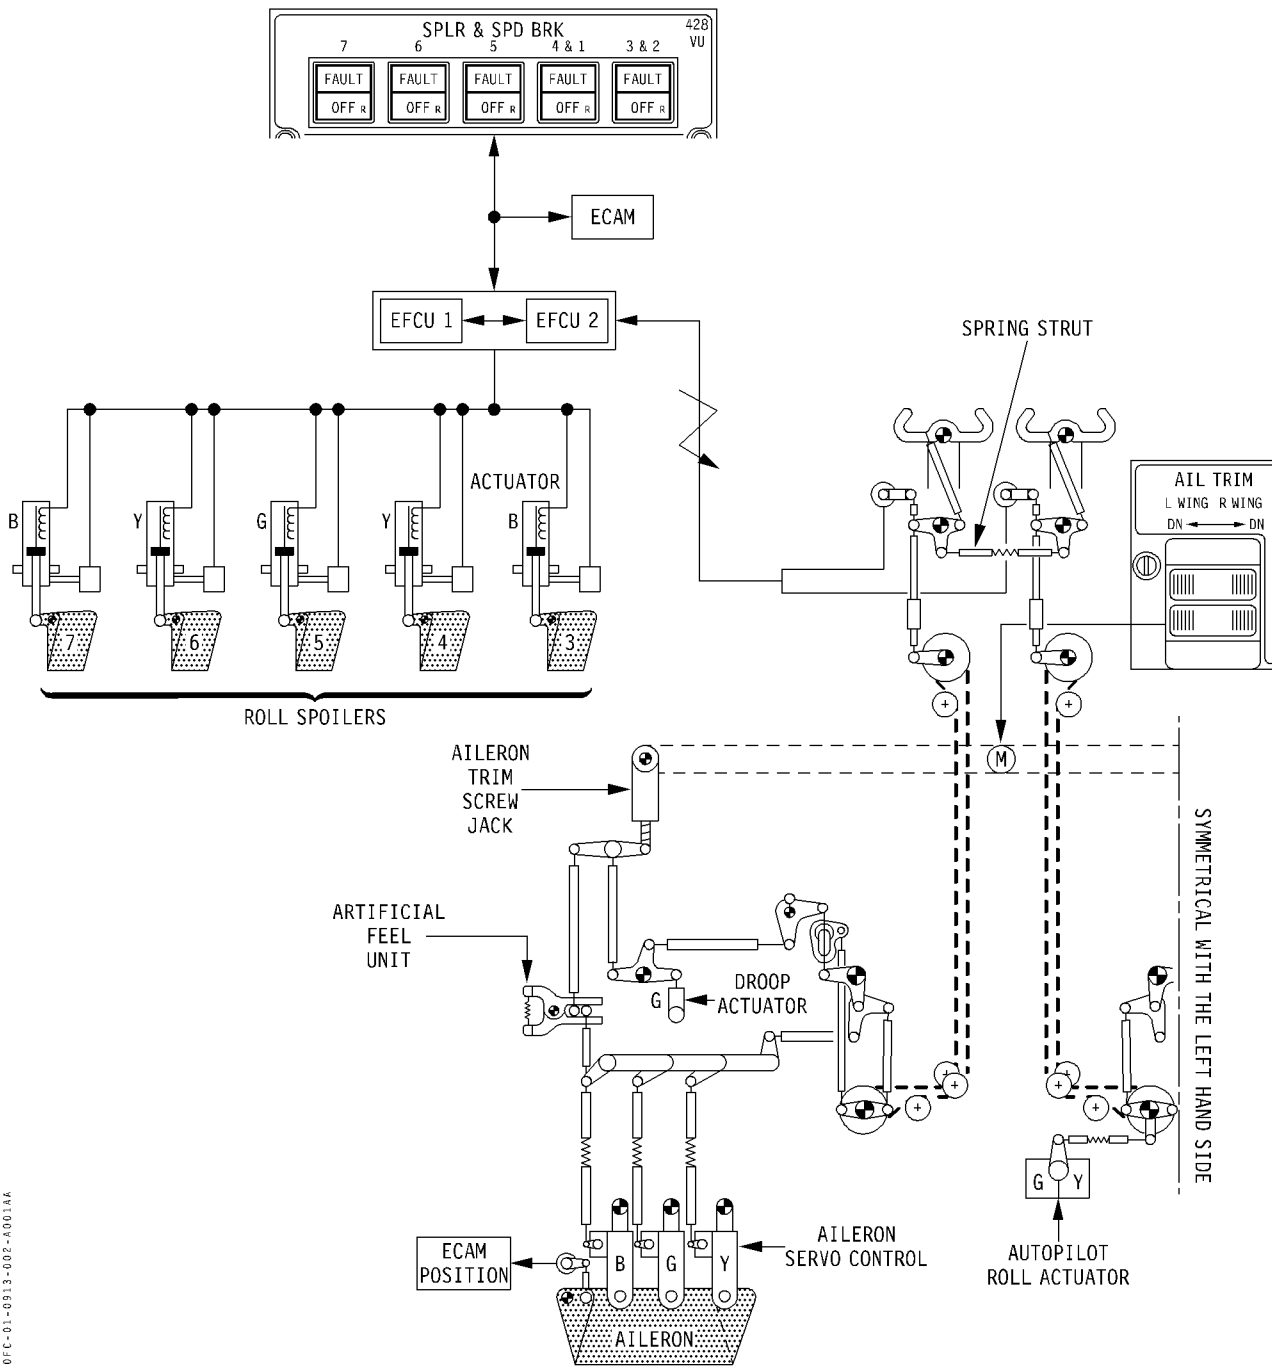 SPLR & SPD BRK
428
VU
7 6 5 4 & 1 3 & 2
FAULT FAULT FAULT FAULT FAULT
OFF R OFF R OFF R OFF R OFF R
ECAM
EFCU 1 EFCU 2
SPRING STRUT
ACTUATOR
B Y G Y B
7 6 5 4 3
ROLL SPOILERS
AIL TRIM
L WING R WING
DN DN
M
AILERON
TRIM
SCREW
JACK
ARTIFICIAL
FEEL
UNIT
G
DROOP
ACTUATOR
SYMMETRICAL WITH THE LEFT HAND SIDE
G Y
AUTOPILOT
ROLL ACTUATOR
B G Y
AILERON
SERVO CONTROL
ECAM
POSITION
AILERON
0FC-01-0913-002-A001AA